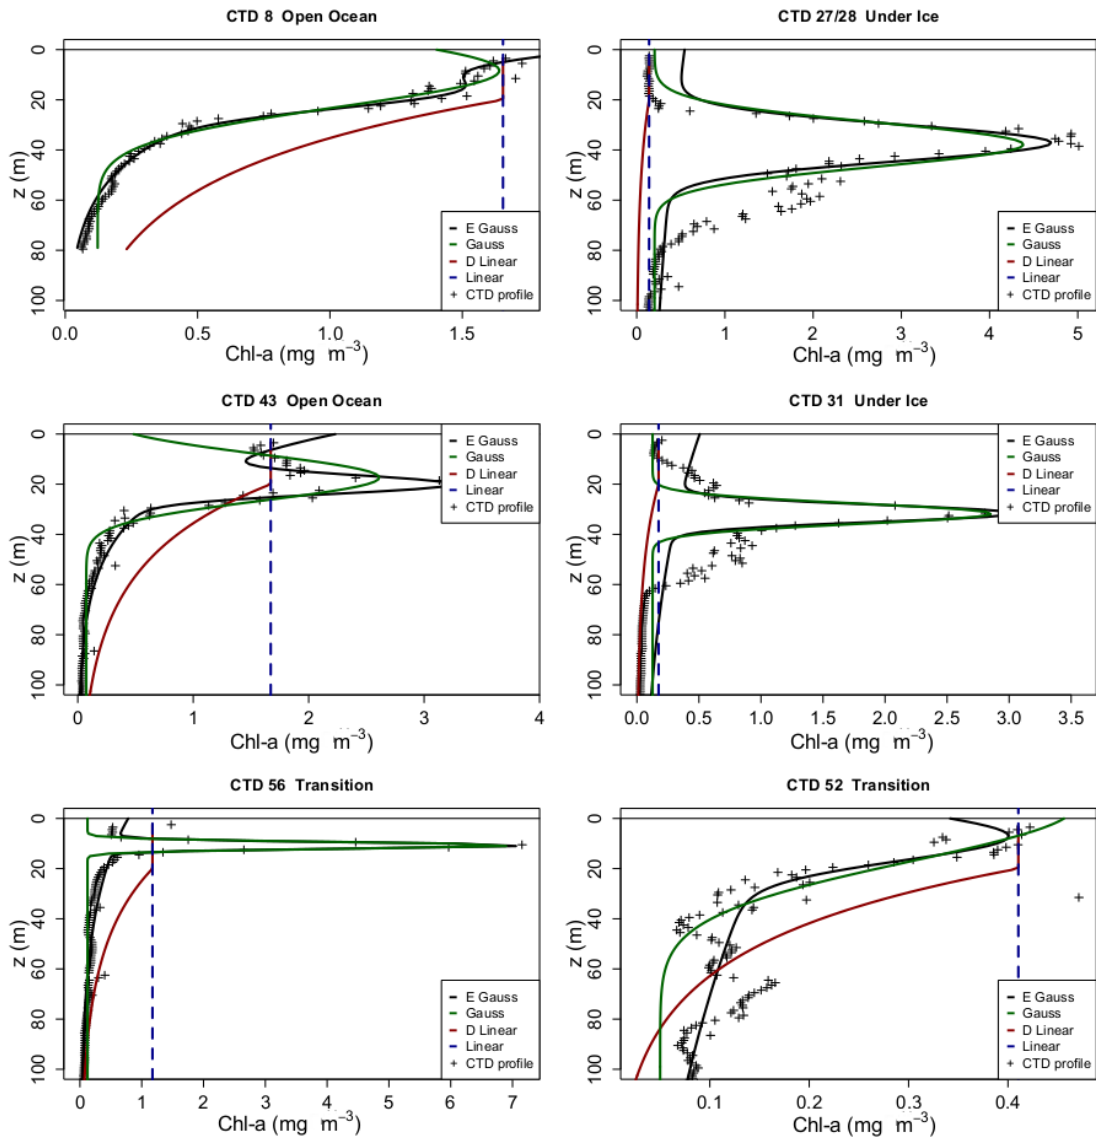 CTD 8 Open Ocean
0
20
40
60
80
100
z (m)
E Gauss
Gauss
D Linear
Linear
CTD profile
0.0 0.5 1.0 1.5
Chl-a (mg m−3)
CTD 27/28 Under Ice
0
20
40
60
80
100
z (m)
E Gauss
Gauss
D Linear
Linear
CTD profile
0 1 2 3 4 5
Chl-a (mg m−3)
CTD 43 Open Ocean
0
20
40
60
80
100
z (m)
E Gauss
Gauss
D Linear
Linear
CTD profile
0 1 2 3 4
Chl-a (mg m−3)
CTD 31 Under Ice
0
20
40
60
80
100
z (m)
E Gauss
Gauss
D Linear
Linear
CTD profile
0.0 0.5 1.0 1.5 2.0 2.5 3.0 3.5
Chl-a (mg m−3)
CTD 56 Transition
0
20
40
60
80
100
z (m)
E Gauss
Gauss
D Linear
Linear
CTD profile
0 1 2 3 4 5 6 7
Chl-a (mg m−3)
CTD 52 Transition
0
20
40
60
80
100
z (m)
E Gauss
Gauss
D Linear
Linear
CTD profile
0.1 0.2 0.3 0.4
Chl-a (mg m−3)